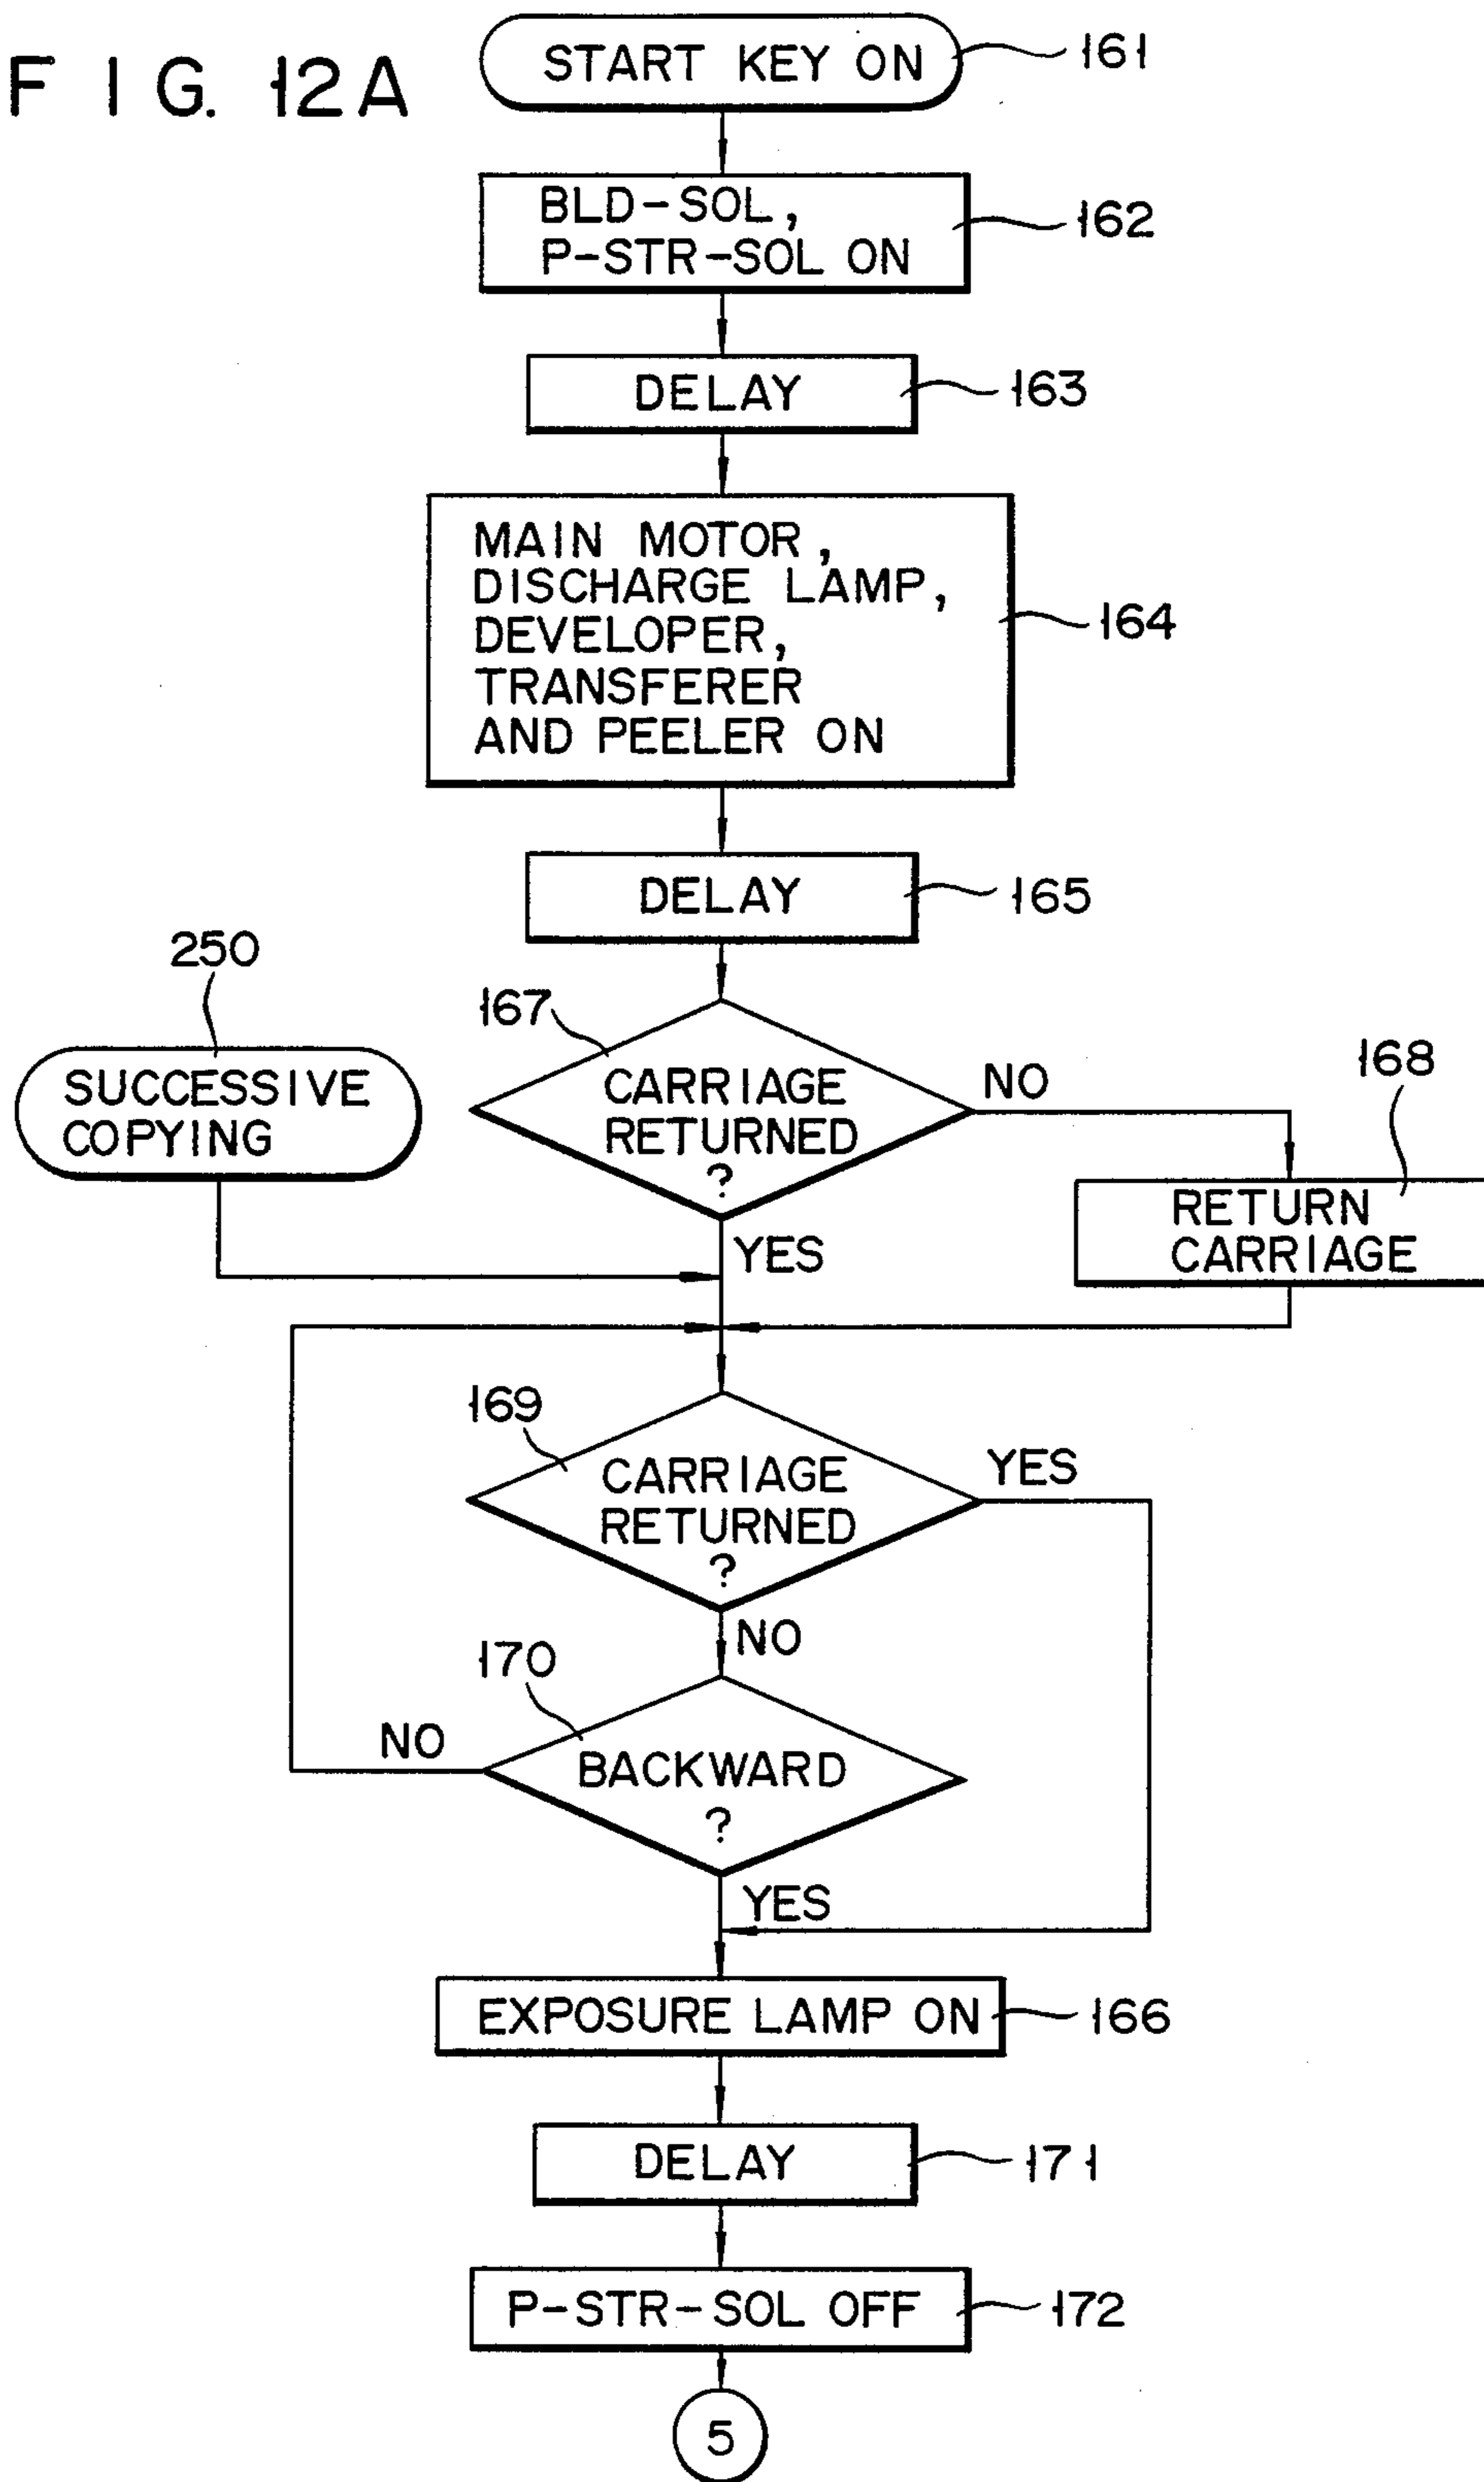 FIG. 12A
START KEY ON
161
BLD-SOL,
P-STR-SOL ON
162
DELAY
163
MAIN MOTOR,
DISCHARGE LAMP,
DEVELOPER,
TRANSFERER
AND PEELER ON
164
DELAY
165
250
SUCCESSIVE
COPYING
167
CARRIAGE
RETURNED
?
NO
168
RETURN
CARRIAGE
YES
169
CARRIAGE
RETURNED
?
YES
NO
170
BACKWARD
?
NO
YES
EXPOSURE LAMP ON
166
DELAY
171
P-STR-SOL OFF
172
5